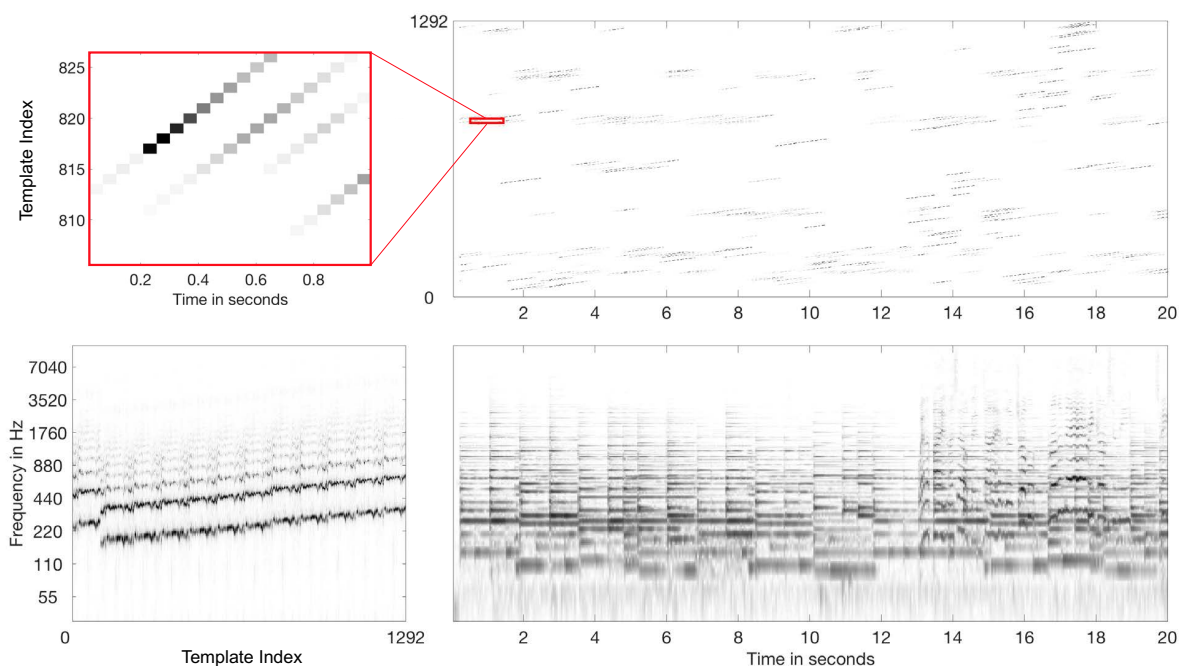 1292
825
820
815
810
Template Index
0.2 0.4 0.6 0.8
Time in seconds
0
2 4 6 8 10 12 14 16 18 20
7040
3520
1760
880
440
220
110
55
Frequency in Hz
0 1292
Template Index
2 4 6 8 10 12 14 16 18 20
Time in seconds